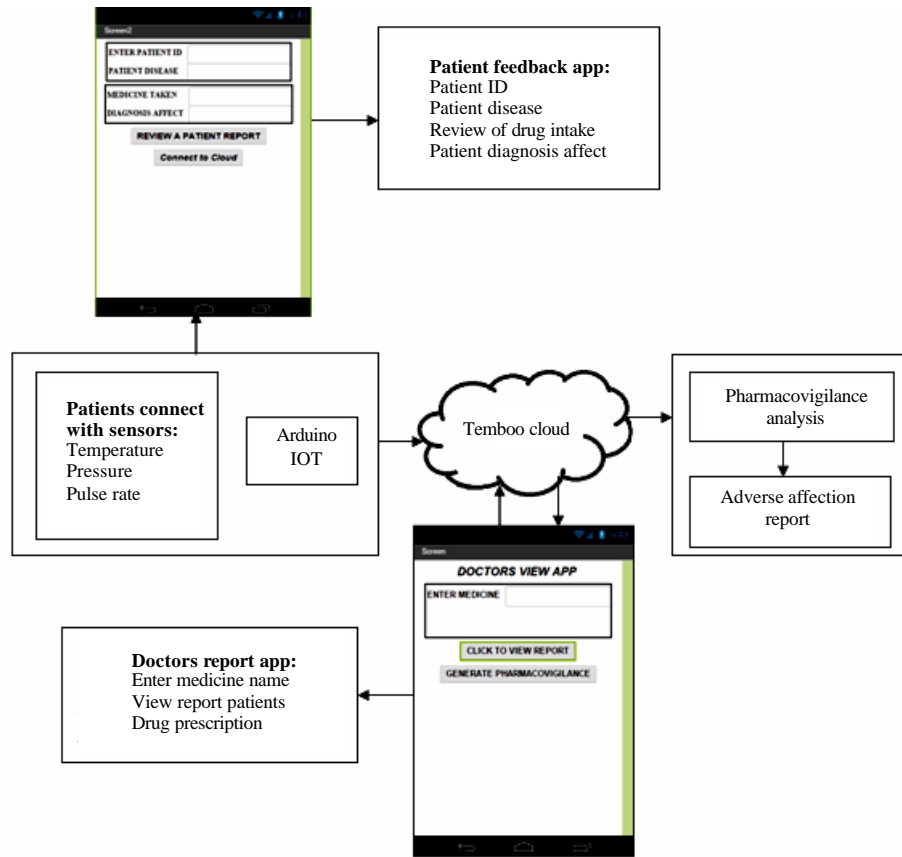 Screen2
ENTER PATIENT ID
PATIENT DISEASE
MEDICINE TAKEN
DIAGNOSIS AFFECT
REVIEW A PATIENT REPORT
Connect to Cloud
Patient feedback app:
Patient ID
Patient disease
Review of drug intake
Patient diagnosis affect
Patients connect
with sensors:
Temperature
Pressure
Pulse rate
Arduino
IOT
Temboo cloud
Pharmacovigilance
analysis
Adverse affection
report
Screen
DOCTORS VIEW APP
ENTER MEDICINE
CLICK TO VIEW REPORT
GENERATE PHARMACOVIGILANCE
Doctors report app:
Enter medicine name
View report patients
Drug prescription